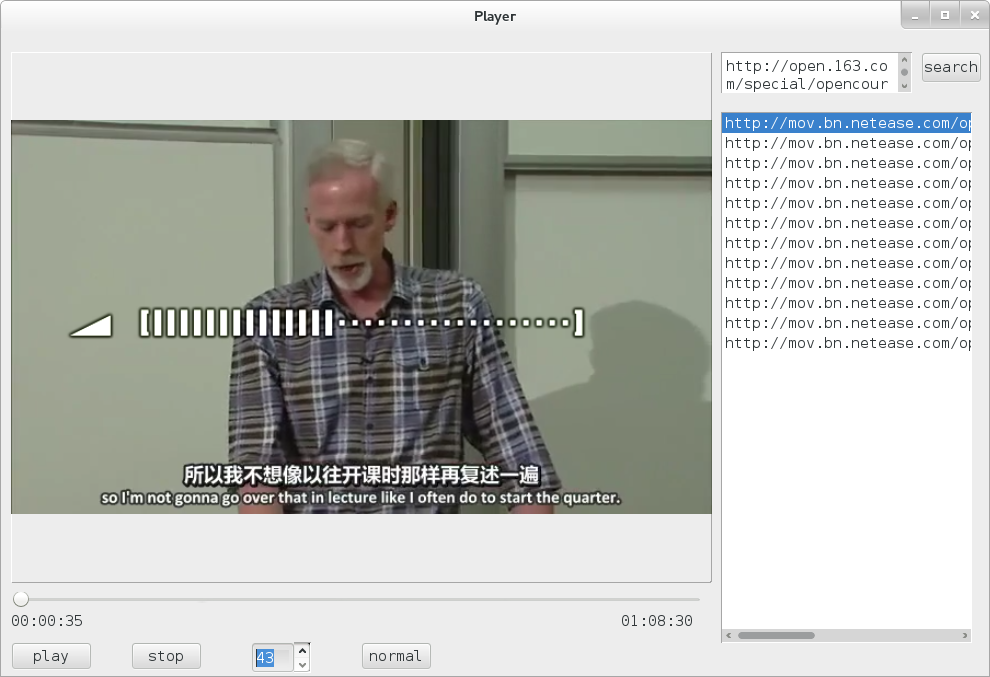 Player
http://open.163.co
m/special/opencour
search
http://mov.bn.netease.com/op
http://mov.bn.netease.com/op
http://mov.bn.netease.com/op
http://mov.bn.netease.com/op
http://mov.bn.netease.com/op
http://mov.bn.netease.com/op
http://mov.bn.netease.com/op
http://mov.bn.netease.com/op
http://mov.bn.netease.com/op
http://mov.bn.netease.com/op
http://mov.bn.netease.com/op
http://mov.bn.netease.com/op
所以我不想像以往开课时那样再复述一遍
so I'm not gonna go over that in lecture like I often do to start the quarter.
00:00:35
01:08:30
play
stop
43
normal